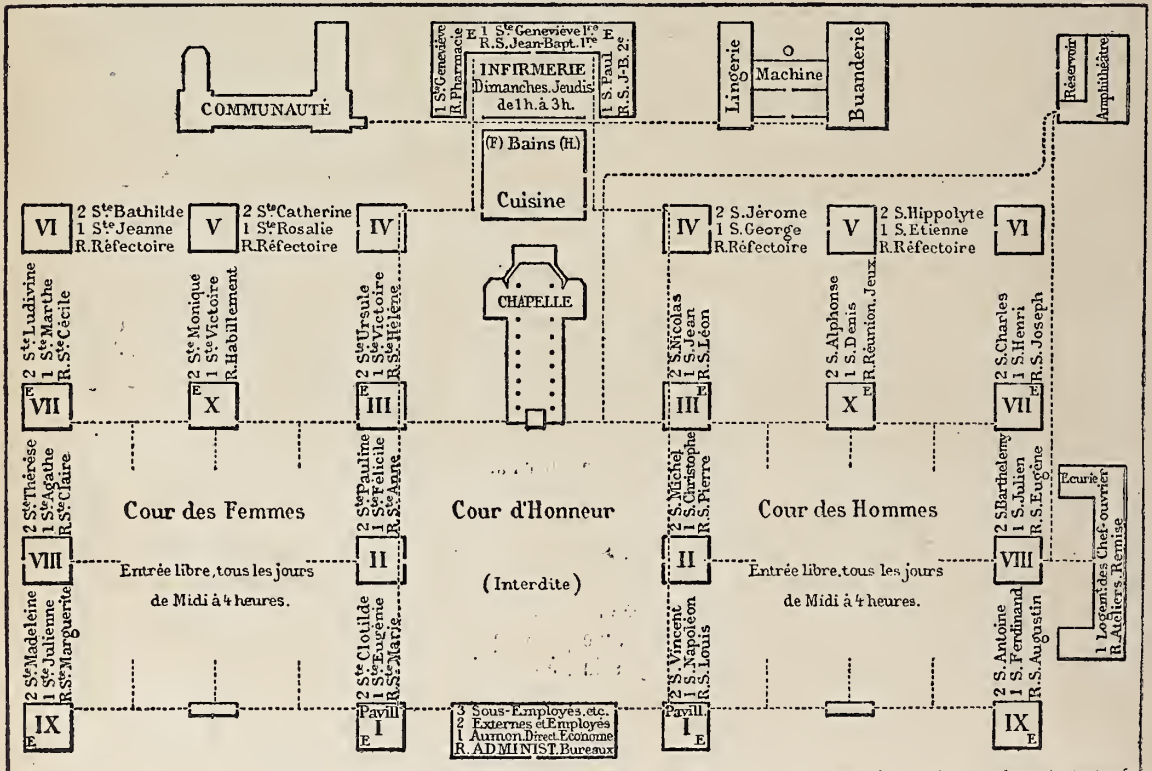 COMMUNAUTÉ
1 Ste Geneviève
R. Pharmacie
E
1 Ste Geneviève 1re
E
R.S. Jean-Bapt. 1re
INFIRMERIE
Dimanches. Jeudis
de 1h. à 3h.
1 S. Paul
R.S. J-B. 2e
Lingerie
Machine
Buanderie
Réservoir
Amphithéâtre
(F) Bains (H.)
Cuisine
VI
2 Ste Bathilde
1 Ste Jeanne
R. Réfectoire
V
2 Ste Catherine
1 Ste Rosalie
R. Réfectoire
IV
IV
2 S. Jérome
1 S. George
R. Réfectoire
V
2 S. Hippolyte
1 S. Etienne
R. Réfectoire
VI
2 Ste Ludivine
1 Ste Marthe
R. Ste Cécile
E
VII
2 Ste Monique
1 Ste Victoire
R. Habillement
E
X
2 Ste Ursule
1 Ste Victoire
R. Ste Hélène
E
III
CHAPELLE
2 S. Nicolas
1 S. Jean
R. S. Léon
E
III
2 S. Alphonse
1 S. Denis
R. Réunion. Jeux
E
X
2 S. Charles
1 S. Henri
R. S. Joseph
E
VII
2 Ste Thérèse
1 Ste Agathe
R. Ste Claire
VIII
2 Ste Pauline
1 Ste Félicile
R. Ste Anne
II
2 S. Michel
1 S. Christophe
R. S. Pierre
II
2 S. Barthelemy
1 S. Julien
R. S. Eugène
VIII
Cour des Femmes
Entrée libre, tous les jours
de Midi à 4 heures.
Cour d'Honneur
(Interdite)
Cour des Hommes
Entrée libre, tous les jours
de Midi à 4 heures.
Ecurie
1 Logemt des Chef-ouvrier
R. Ateliers. Remise
2 Ste Madeleine
1 Ste Julienne
R. Ste Marguerite
IX
E
2 Ste Clotilde
1 Ste Eugénie
R. Ste Marie
Pavill.
I
E
3 Sous-Employés, etc.
2 Externes et Employés
1 Aumon. Direct. Econome
R. ADMINIST. Bureaux
2 S. Vincent
1 S. Napoléon
R. S. Louis
Pavill.
I
E
2 S. Antoine
1 S. Ferdinand
R. S. Augustin
IX
E